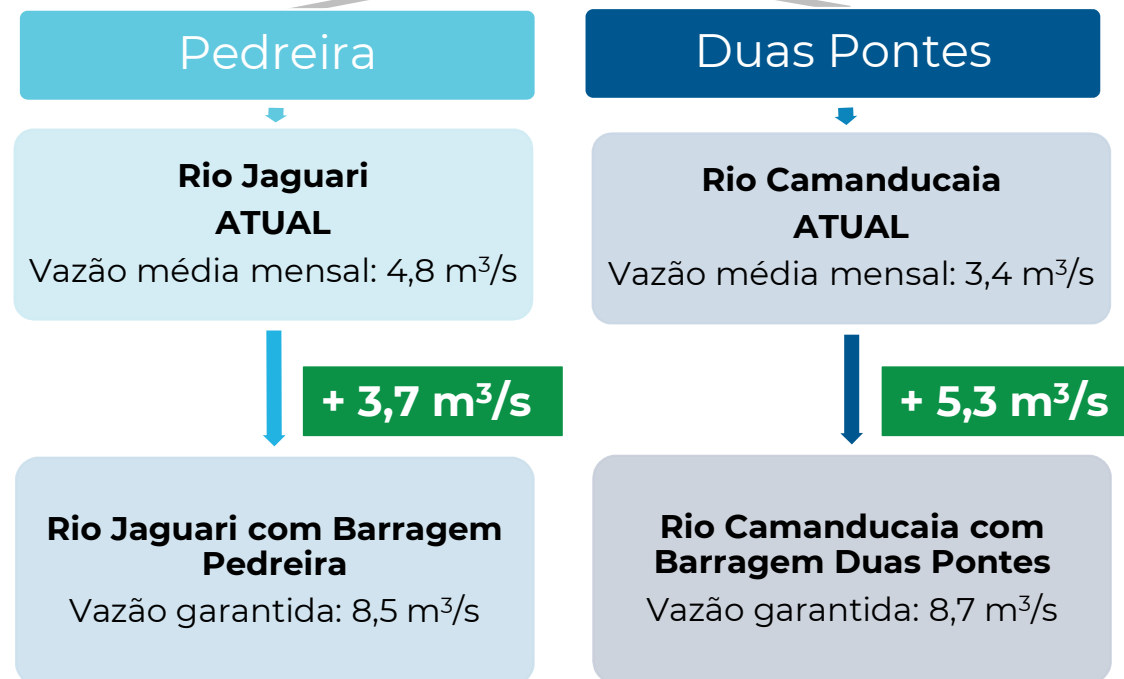 Pedreira
Rio Jaguari
ATUAL
Vazão média mensal: 4,8 m³/s
+ 3,7 m³/s
Rio Jaguari com Barragem
Pedreira
Vazão garantida: 8,5 m³/s
Duas Pontes
Rio Camanducaia
ATUAL
Vazão média mensal: 3,4 m³/s
+ 5,3 m³/s
Rio Camanducaia com
Barragem Duas Pontes
Vazão garantida: 8,7 m³/s